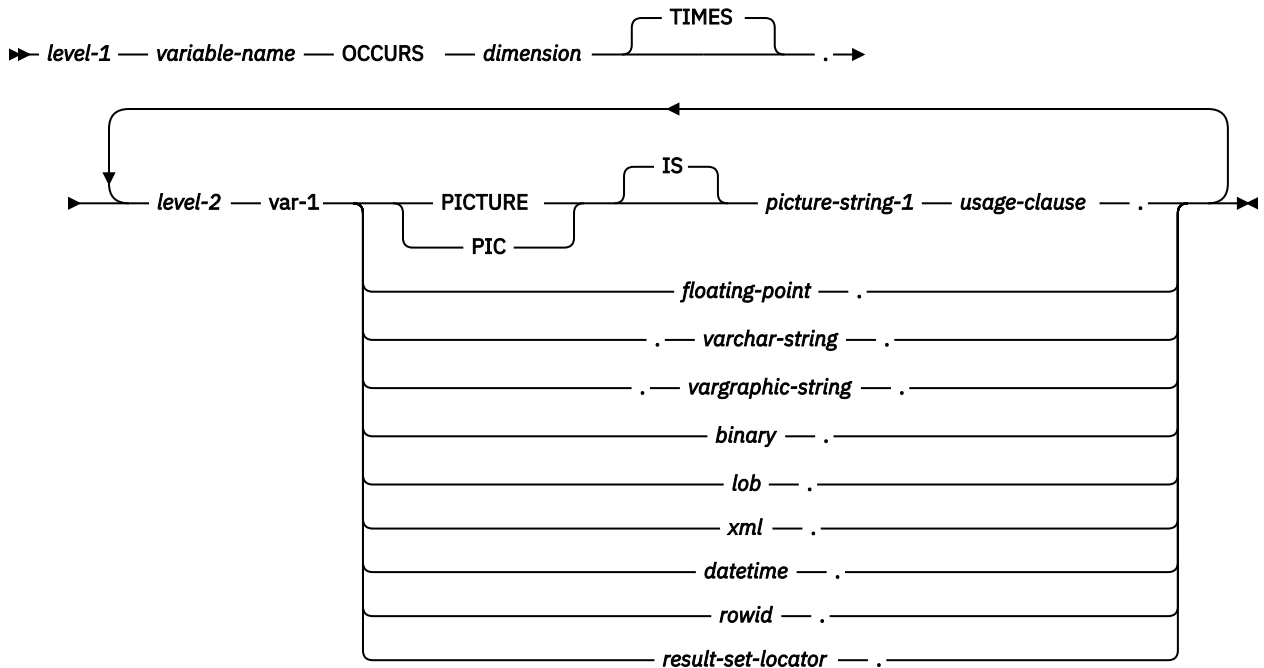 TIMES
level-1 variable-name OCCURS dimension .
IS
level-2 var-1 PICTURE picture-string-1 usage-clause .
PIC
floating-point .
. varchar-string .
. vargraphic-string .
binary .
lob .
xml .
datetime .
rowid .
result-set-locator .